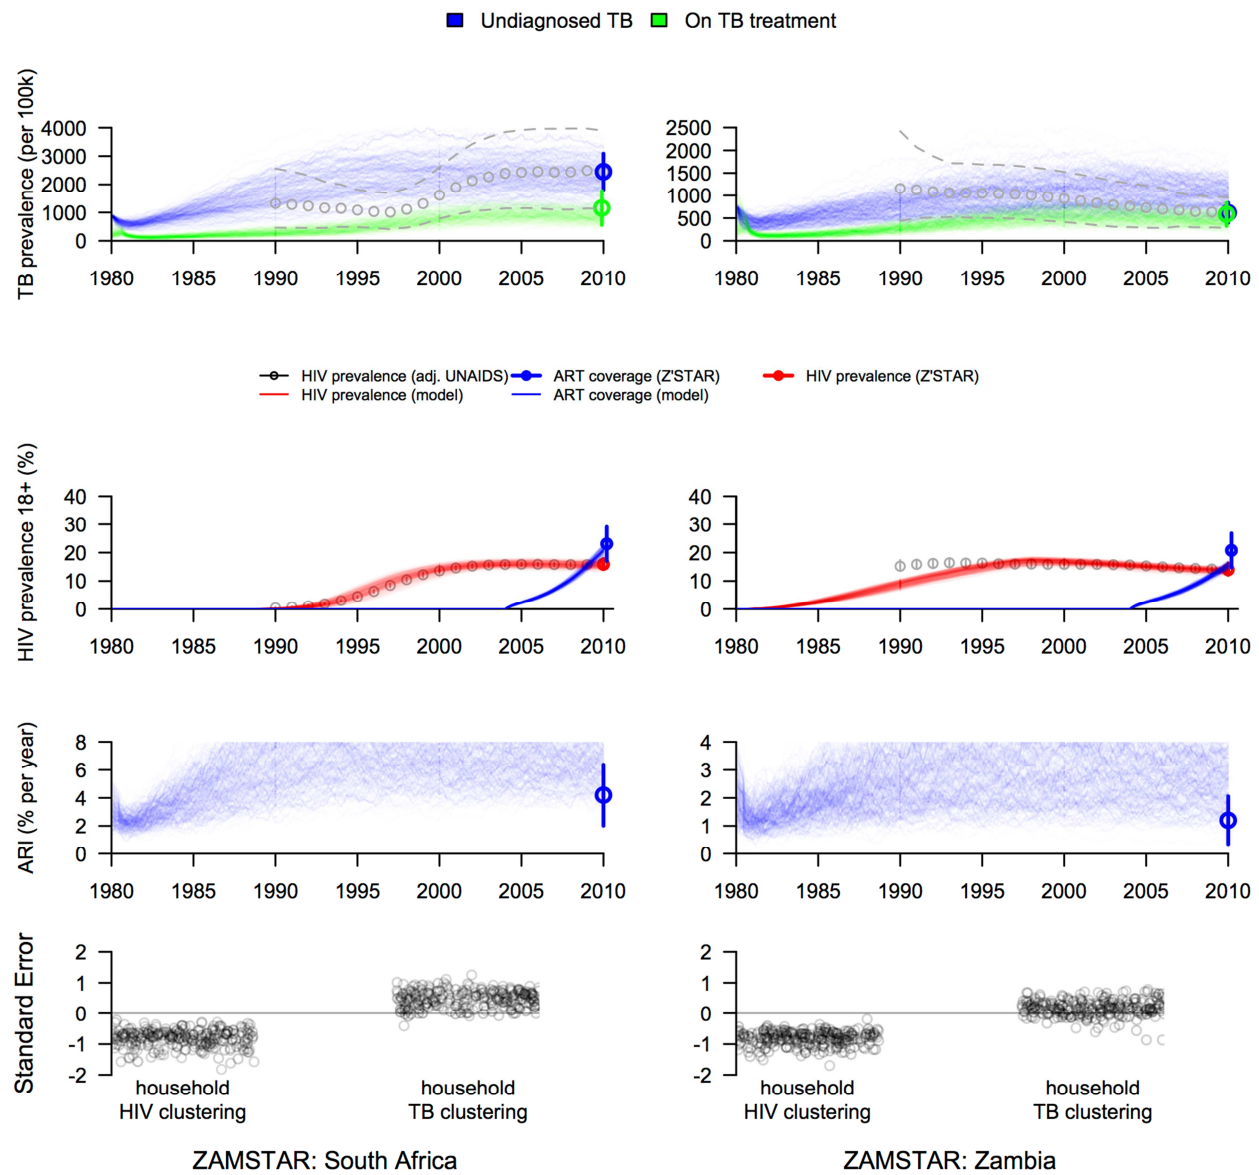 Undiagnosed TB On TB treatment
TB prevalence (per 100k)
4000
3000
2000
1000
0
1980 1985 1990 1995 2000 2005 2010
2500
2000
1500
1000
500
0
1980 1985 1990 1995 2000 2005 2010
HIV prevalence (adj. UNAIDS) ART coverage (Z'STAR) HIV prevalence (Z'STAR)
HIV prevalence (model) ART coverage (model)
HIV prevalence 18+ (%)
40
30
20
10
0
1980 1985 1990 1995 2000 2005 2010
40
30
20
10
0
1980 1985 1990 1995 2000 2005 2010
ARI (% per year)
8
6
4
2
0
1980 1985 1990 1995 2000 2005 2010
4
3
2
1
0
1980 1985 1990 1995 2000 2005 2010
Standard Error
2
1
0
-1
-2
household
HIV clustering
household
TB clustering
2
1
0
-1
-2
household
HIV clustering
household
TB clustering
ZAMSTAR: South Africa
ZAMSTAR: Zambia